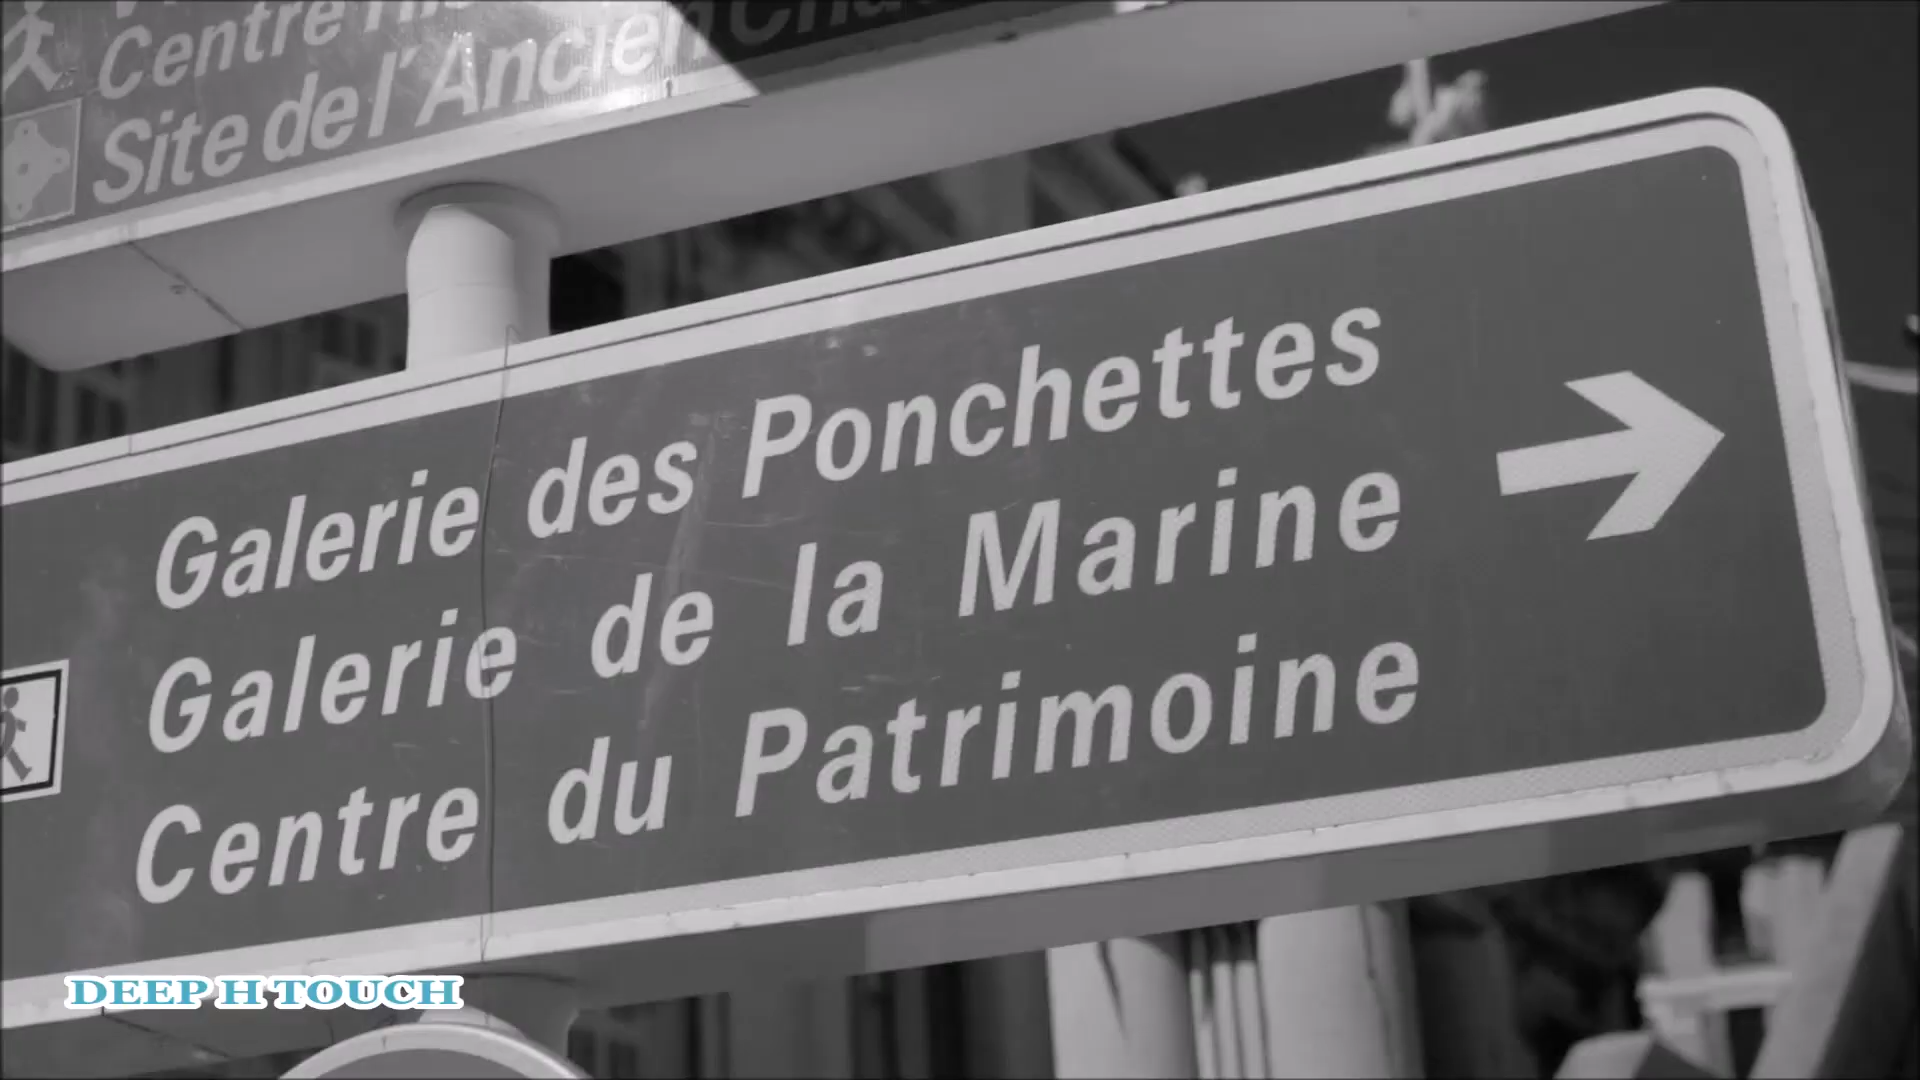 Centre
Site de l'Ancien
Galerie des Ponchettes
Galerie de la Marine
Centre du Patrimoine
DEEP H TOUCH